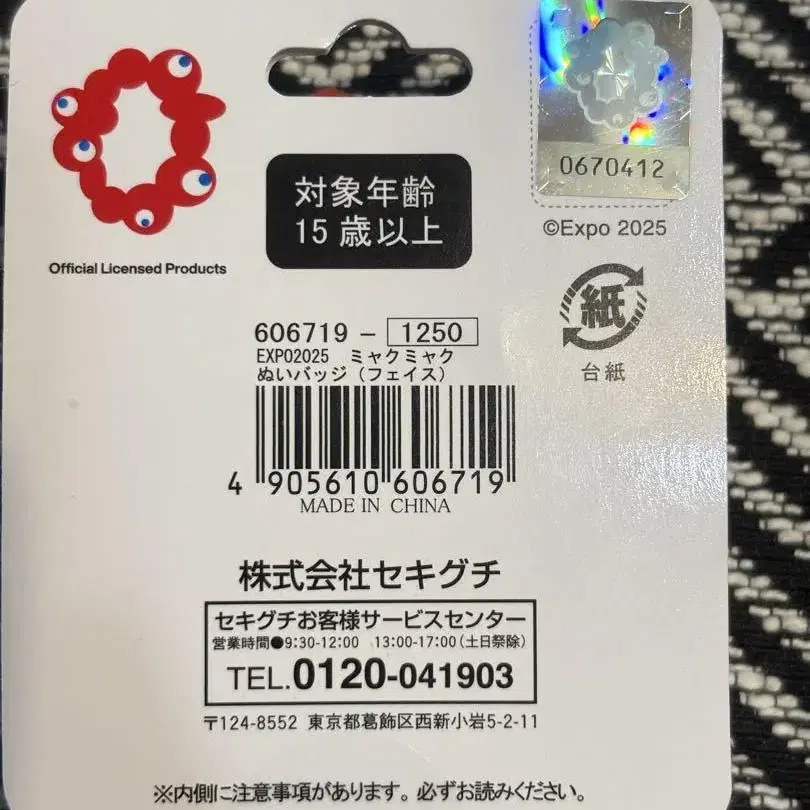 0670412
©Expo 2025
対象年齢
15歳以上
Official Licensed Products
紙
台紙
606719 - 1250
EXPO2025 ミャクミャク
ぬいバッジ（フェイス）
4 905610 606719
MADE IN CHINA
株式会社セキグチ
セキグチお客様サービスセンター
営業時間●9:30-12:00 13:00-17:00（土日祭除）
TEL.0120-041903
〒124-8552 東京都葛飾区西新小岩5-2-11
※内側に注意事項があります。必ずお読みください。